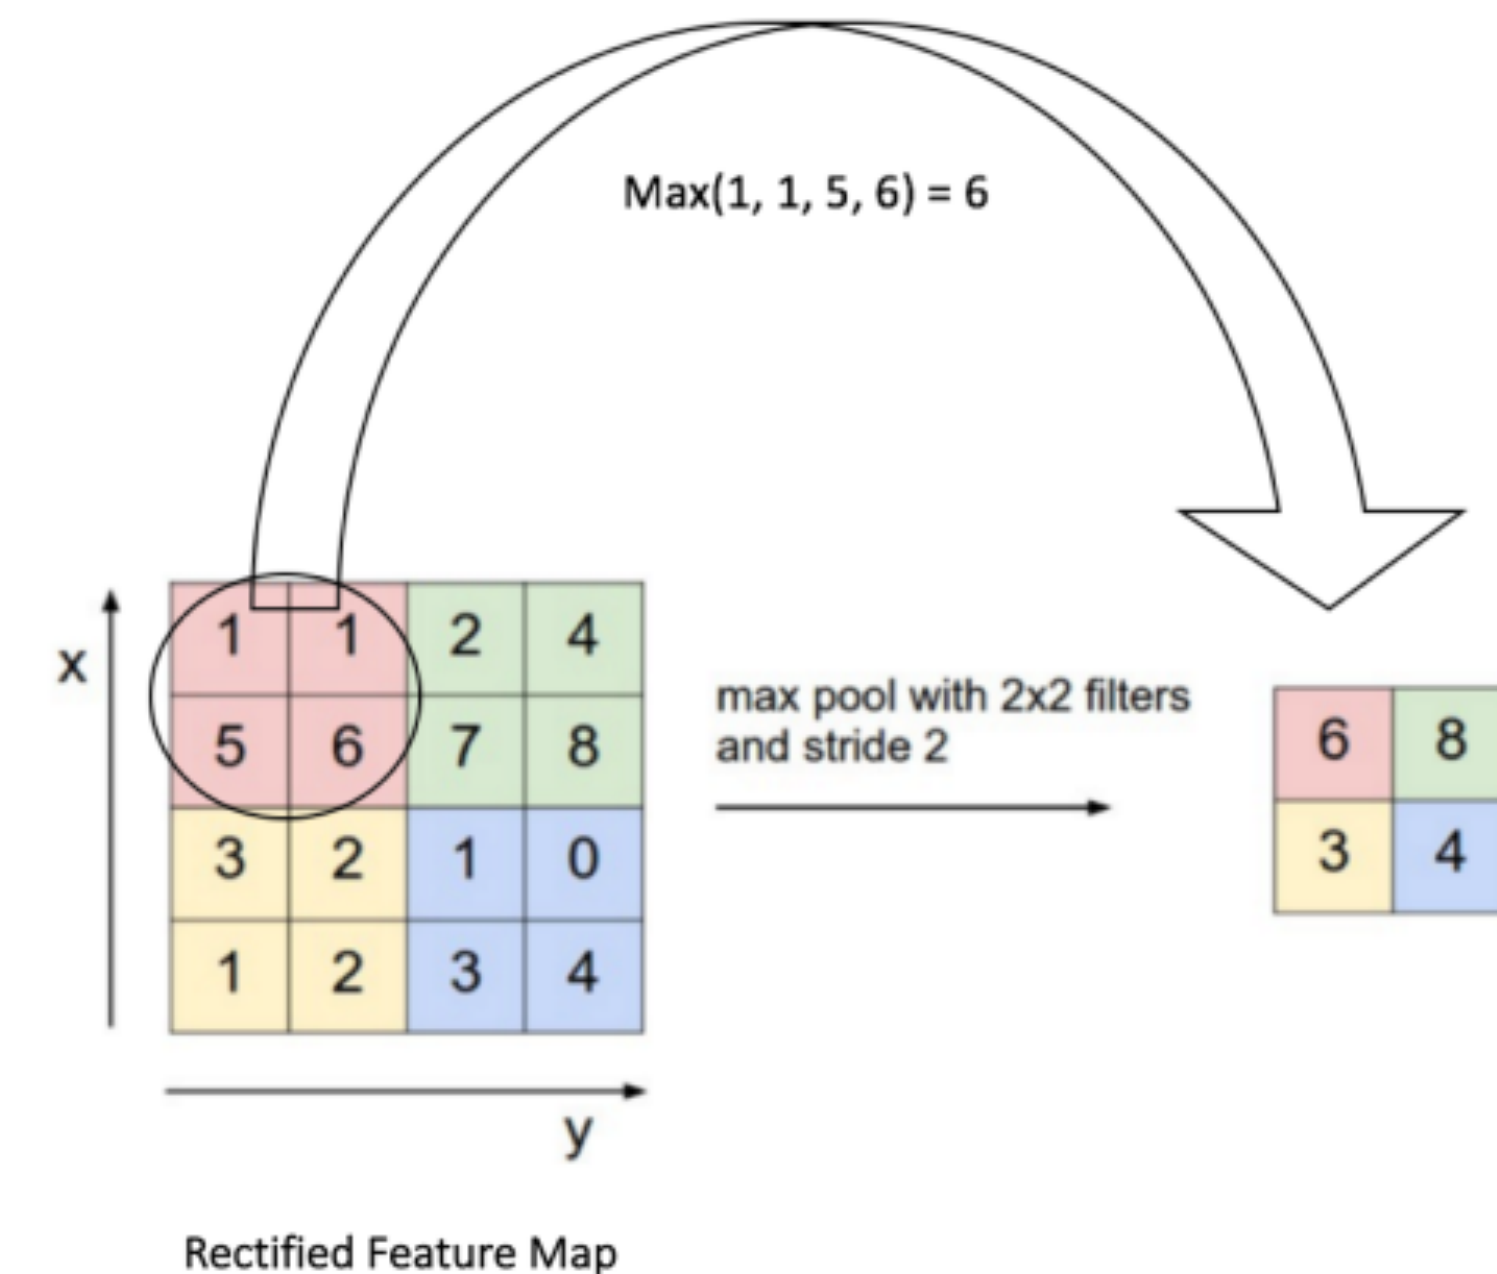 Max(1, 1, 5, 6) = 6
x
1 1 2 4
5 6 7 8
3 2 1 0
1 2 3 4
y
max pool with 2x2 filters
and stride 2
6 8
3 4
Rectified Feature Map